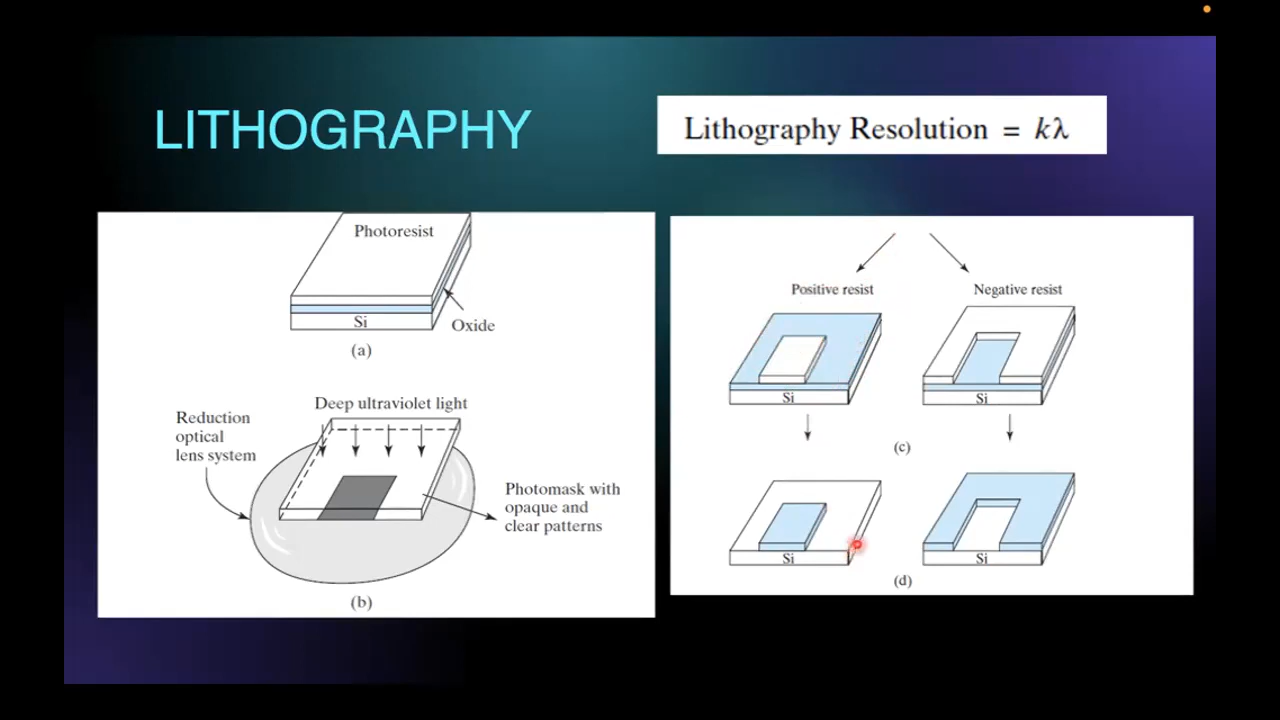 LITHOGRAPHY
Lithography Resolution = kλ
Photoresist
Si
Oxide
(a)
Deep ultraviolet light
Reduction
optical
lens system
Photomask with
opaque and
clear patterns
(b)
Positive resist
Negative resist
Si
Si
(c)
Si
Si
(d)